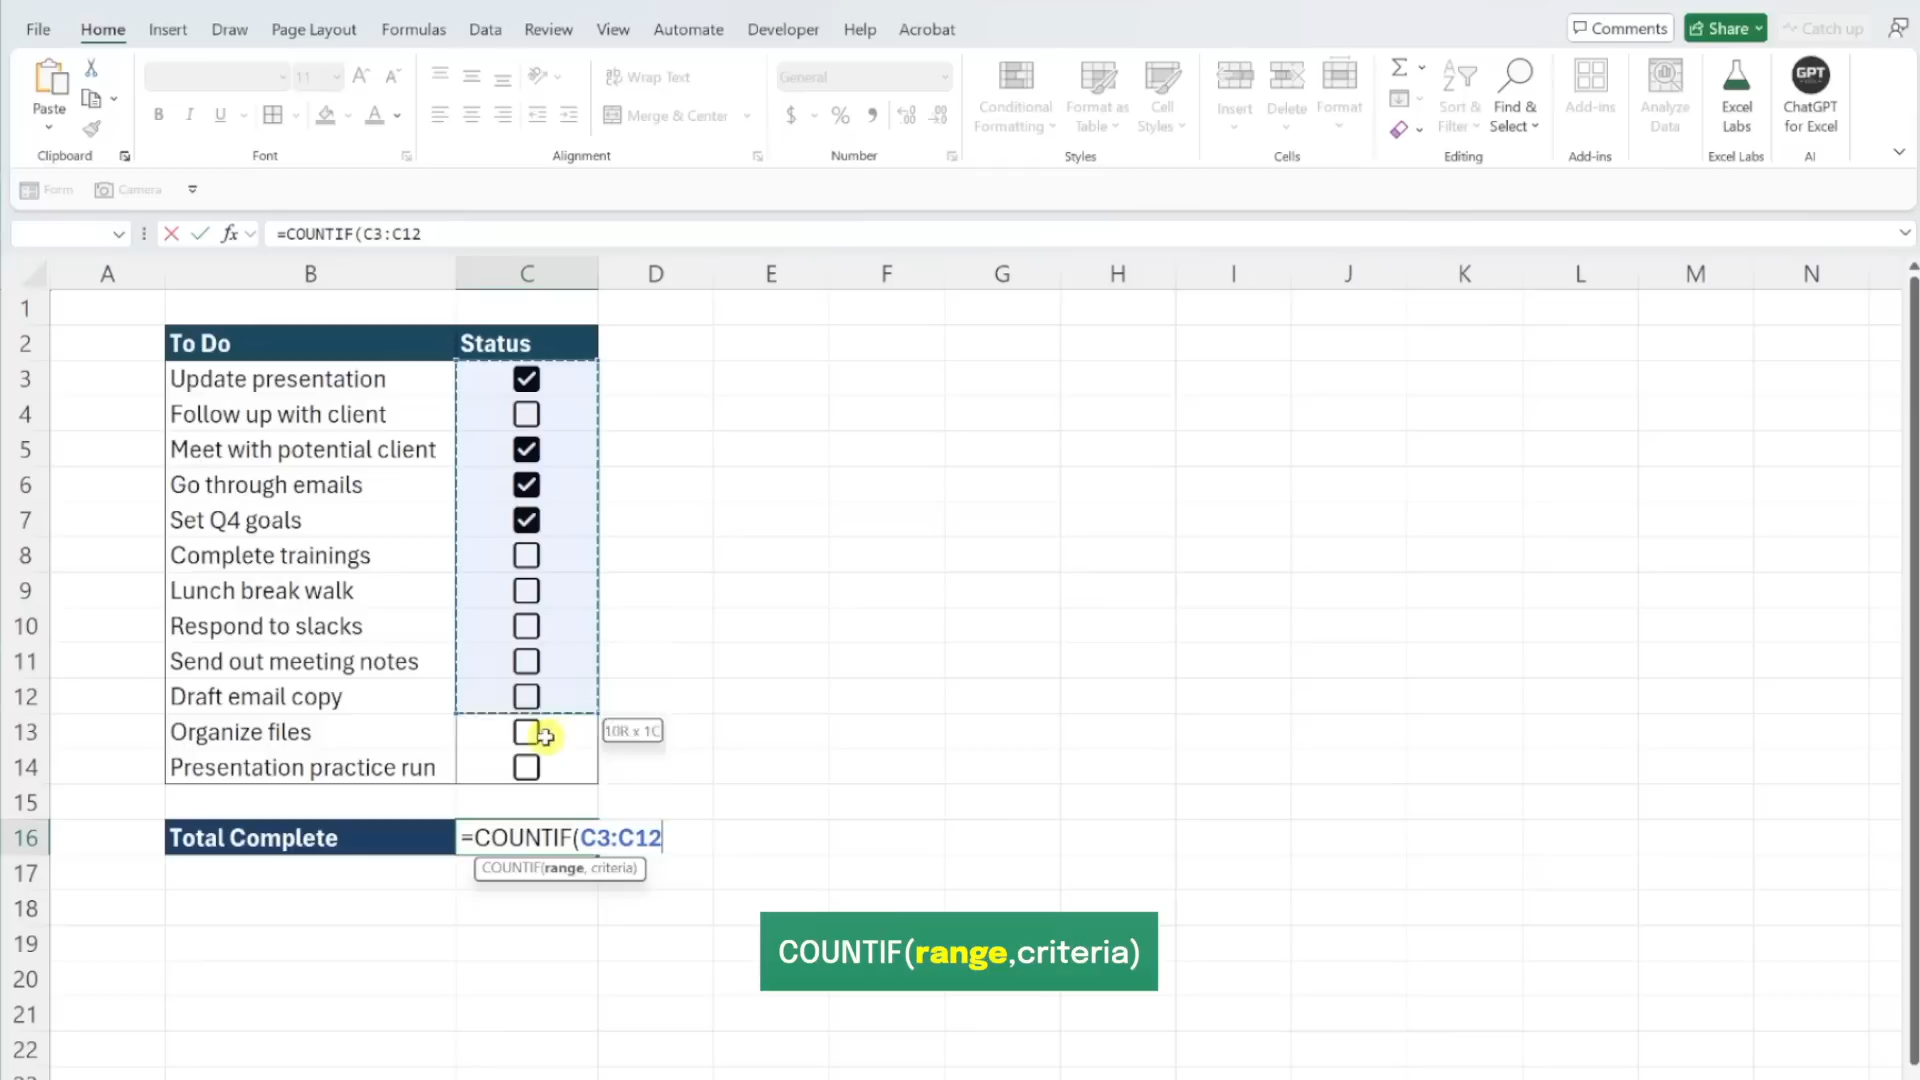 File Home Insert Draw Page Layout Formulas Data Review View Automate Developer Help Acrobat Comments Share Catch up
Paste
Clipboard
11
B I U A
Font
Wrap Text
Merge & Center
Alignment
General
$ % 9
Number
Conditional Formatting
Format as Table
Cell Styles
Styles
Insert
Delete
Format
Cells
Sort & Filter
Find & Select
Editing
Add-ins
Add-ins
Analyze Data
Excel Labs
Excel Labs
GPT
ChatGPT for Excel
AI
Form Camera
fx =COUNTIF(C3:C12
A B C D E F G H I J K L M N
1
2 To Do Status
3 Update presentation
4 Follow up with client
5 Meet with potential client
6 Go through emails
7 Set Q4 goals
8 Complete trainings
9 Lunch break walk
10 Respond to slacks
11 Send out meeting notes
12 Draft email copy
13 Organize files 10R x 1C
14 Presentation practice run
15
16 Total Complete =COUNTIF(C3:C12
17 COUNTIF(range, criteria)
18
19 COUNTIF(range,criteria)
20
21
22